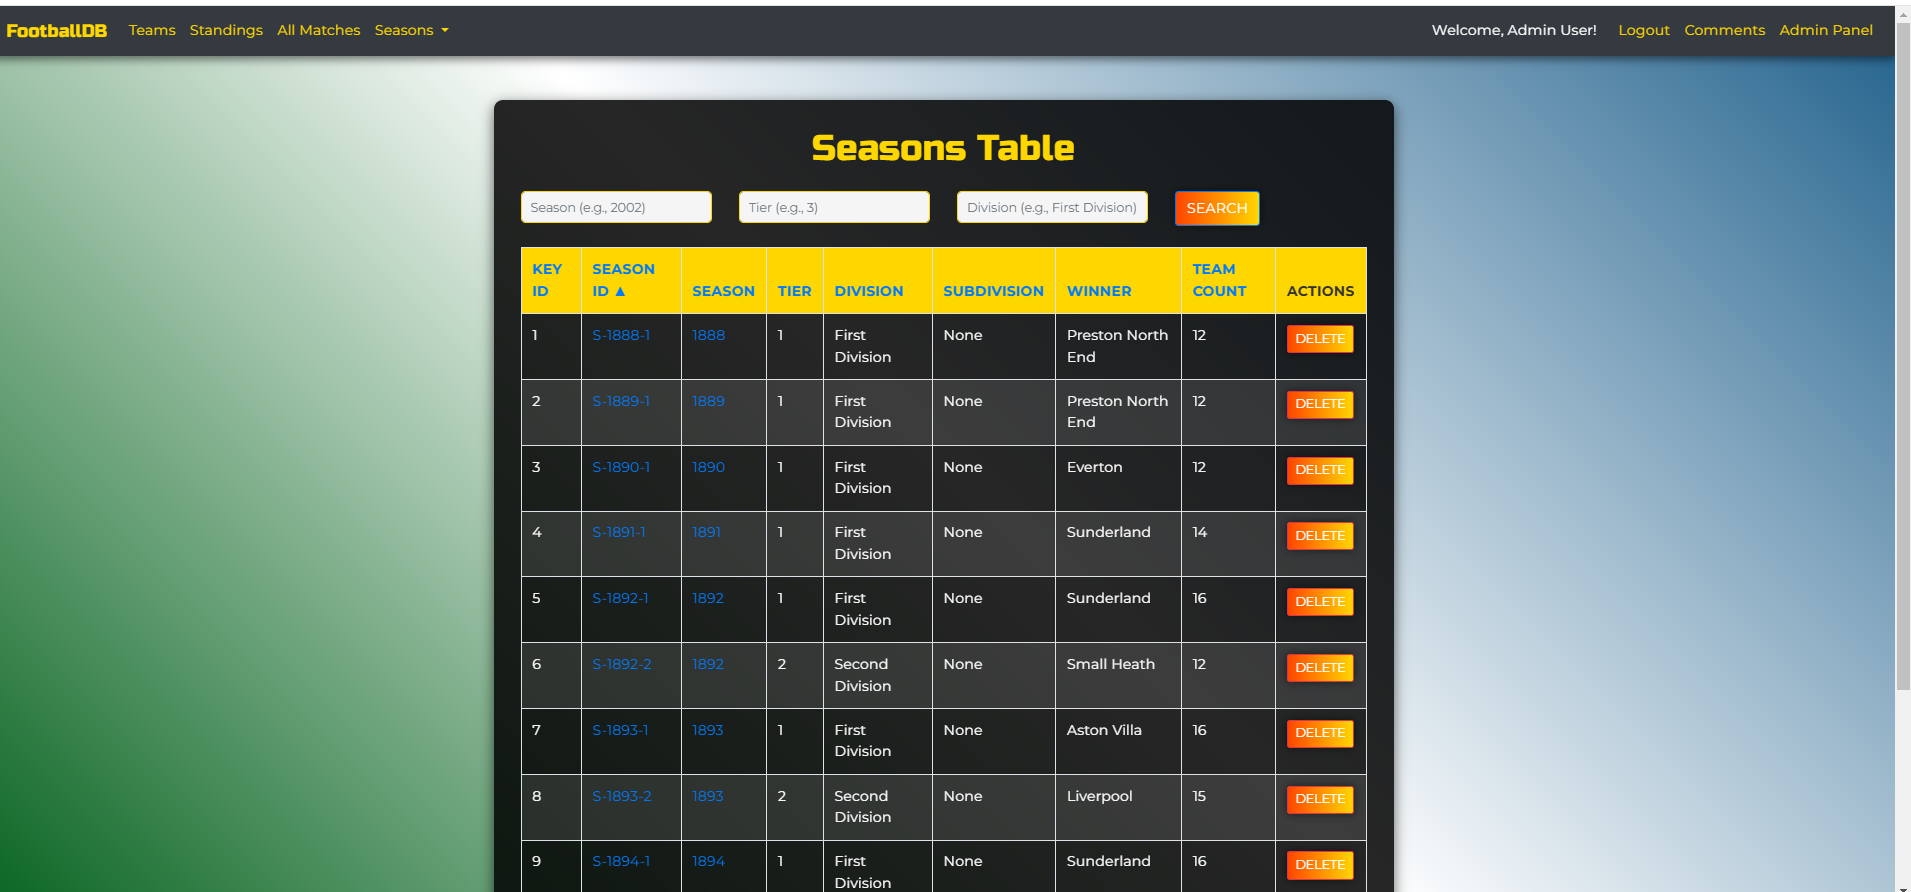 FootballDB Teams Standings All Matches Seasons Welcome, Admin User! Logout Comments Admin Panel
Seasons Table
Season (e.g., 2002) Tier (e.g., 3) Division (e.g., First Division) SEARCH
KEY ID SEASON ID ▲ SEASON TIER DIVISION SUBDIVISION WINNER TEAM COUNT ACTIONS
1 S-1888-1 1888 1 First Division None Preston North End 12 DELETE
2 S-1889-1 1889 1 First Division None Preston North End 12 DELETE
3 S-1890-1 1890 1 First Division None Everton 12 DELETE
4 S-1891-1 1891 1 First Division None Sunderland 14 DELETE
5 S-1892-1 1892 1 First Division None Sunderland 16 DELETE
6 S-1892-2 1892 2 Second Division None Small Heath 12 DELETE
7 S-1893-1 1893 1 First Division None Aston Villa 16 DELETE
8 S-1893-2 1893 2 Second Division None Liverpool 15 DELETE
9 S-1894-1 1894 1 First Division None Sunderland 16 DELETE